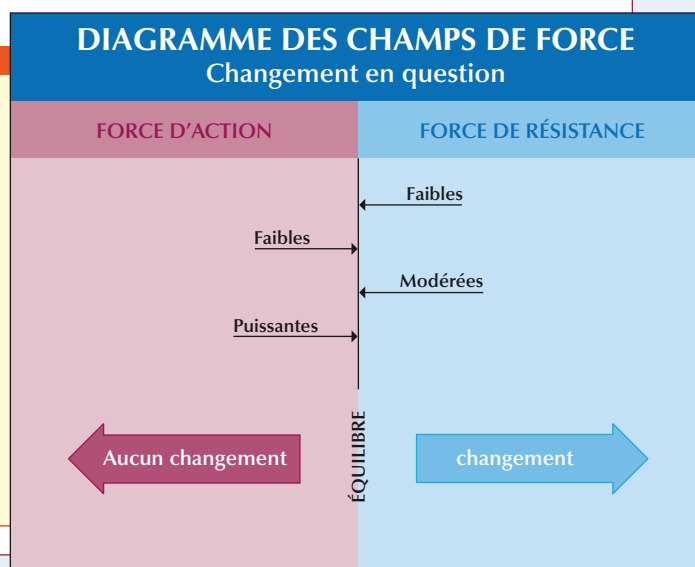 DIAGRAMME DES CHAMPS DE FORCE
Changement en question
FORCE D'ACTION
FORCE DE RÉSISTANCE
Faibles
Faibles
Modérées
Puissantes
ÉQUILIBRE
Aucun changement
changement